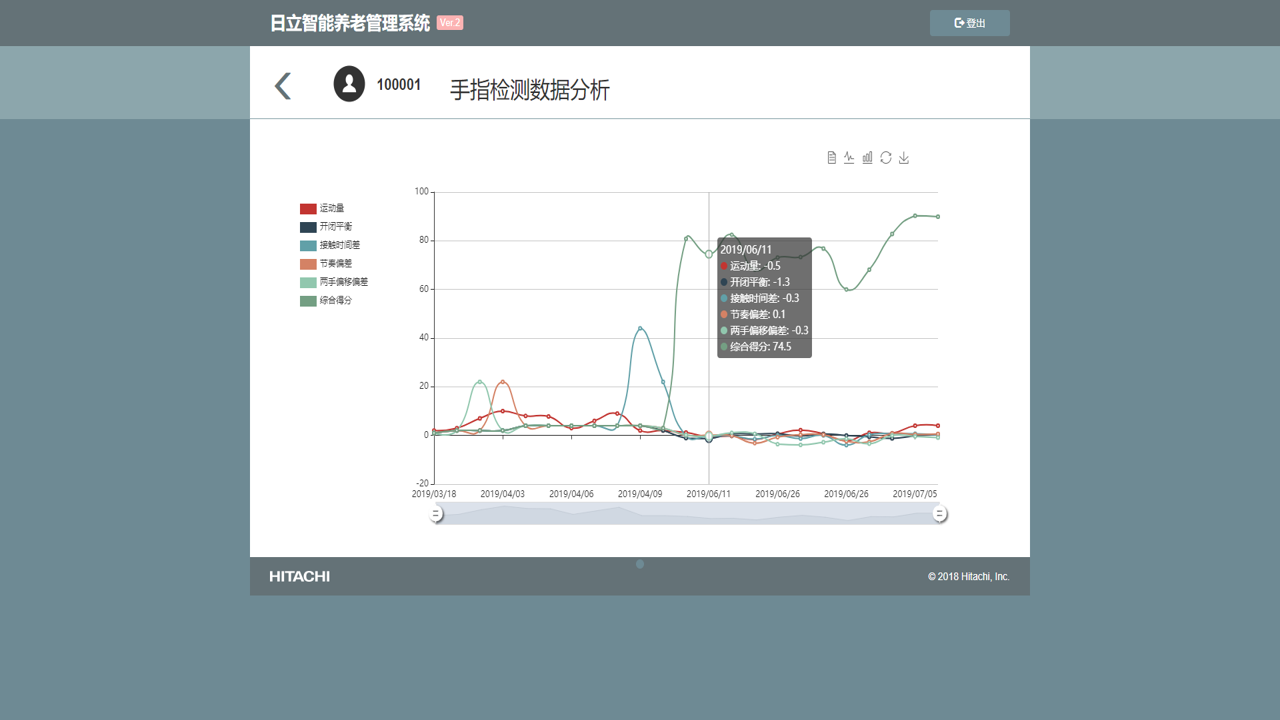 日立智能养老管理系统 Ver.2
登出
100001
手指检测数据分析
运动量
开闭平衡
接触时间差
节奏偏差
两手偏移偏差
综合得分
100
80
60
40
20
0
-20
2019/06/11
运动量: -0.5
开闭平衡: -1.3
接触时间差: -0.3
节奏偏差: 0.1
两手偏移偏差: -0.3
综合得分: 74.5
2019/03/18 2019/04/03 2019/04/06 2019/04/09 2019/06/11 2019/06/26 2019/06/26 2019/07/05
HITACHI
© 2018 Hitachi, Inc.